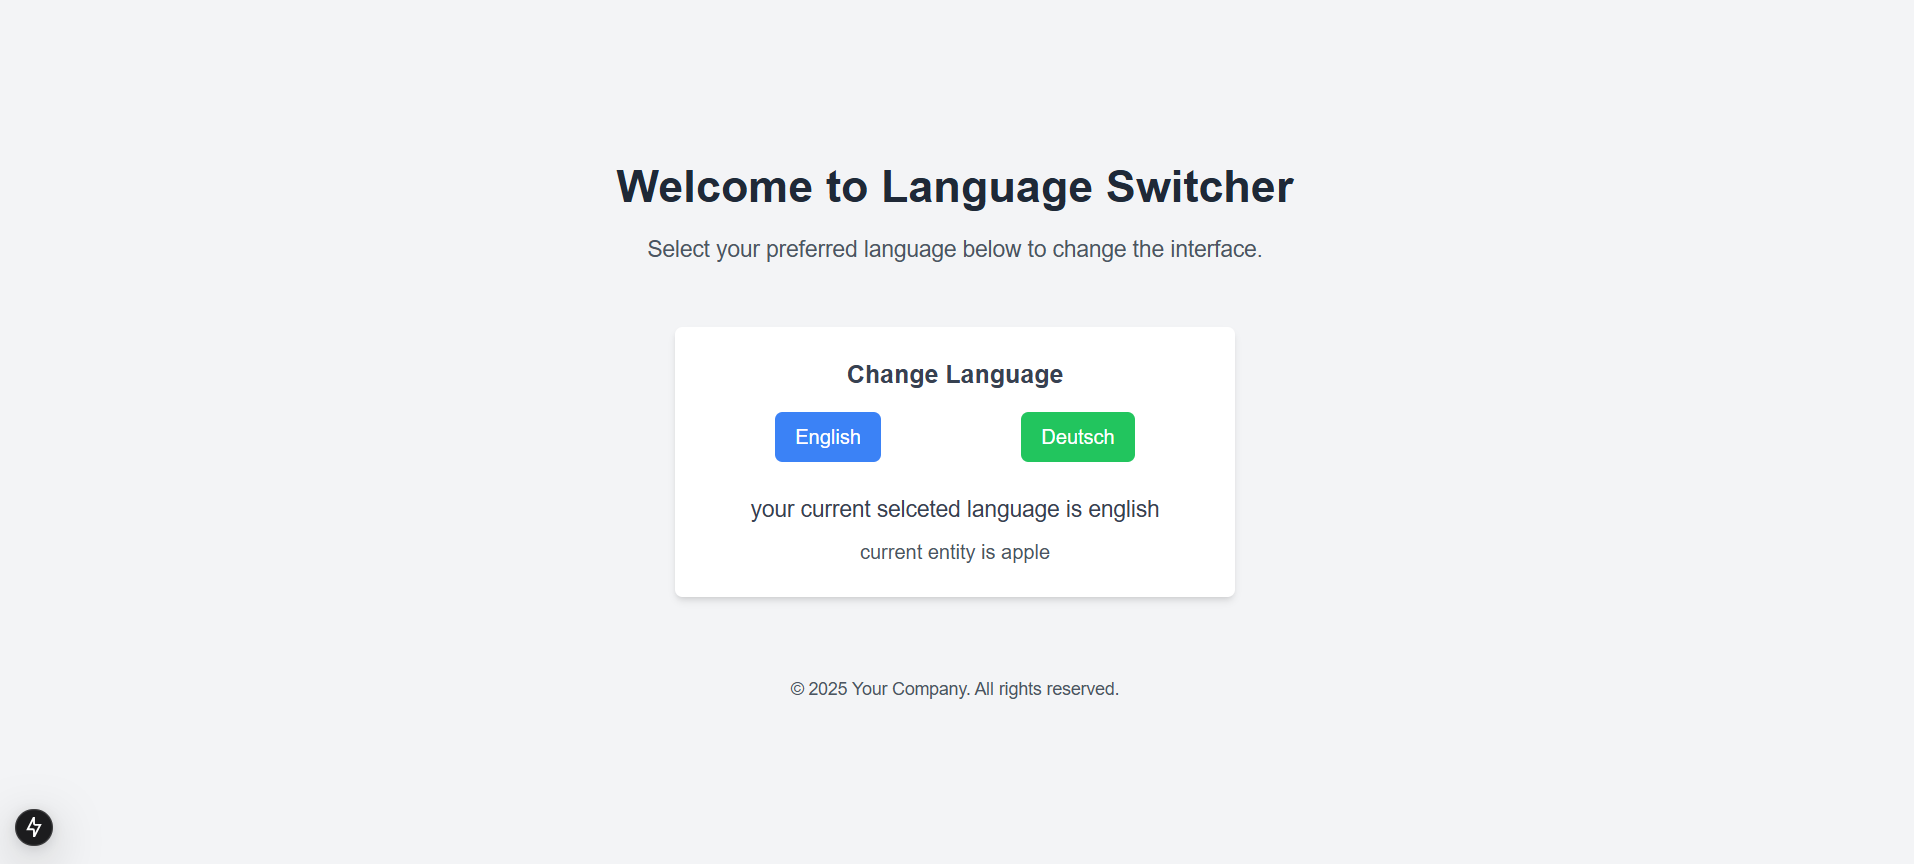 Welcome to Language Switcher
Select your preferred language below to change the interface.
Change Language
English
Deutsch
your current selceted language is english
current entity is apple
© 2025 Your Company. All rights reserved.